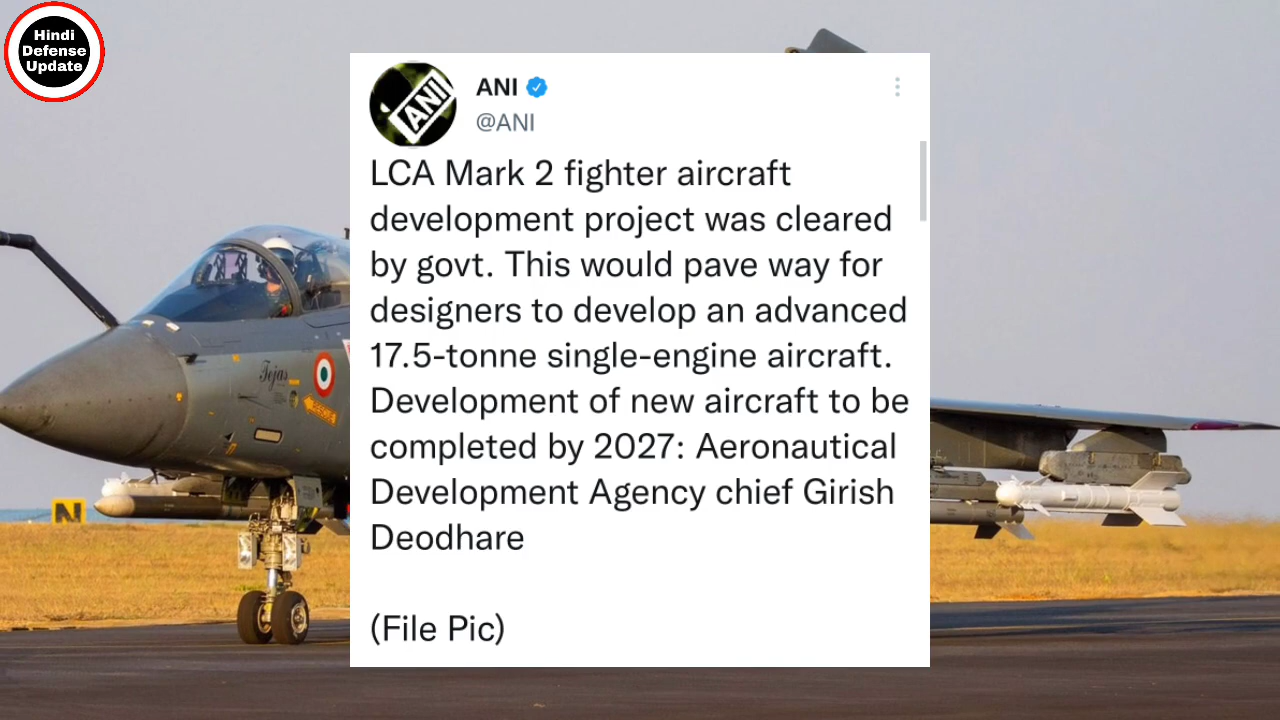 Hindi
Defense
Update
ANI
@ANI
ANI
LCA Mark 2 fighter aircraft
development project was cleared
by govt. This would pave way for
designers to develop an advanced
17.5-tonne single-engine aircraft.
Development of new aircraft to be
completed by 2027: Aeronautical
Development Agency chief Girish
Deodhare
(File Pic)
Tejas
RESCUE
N